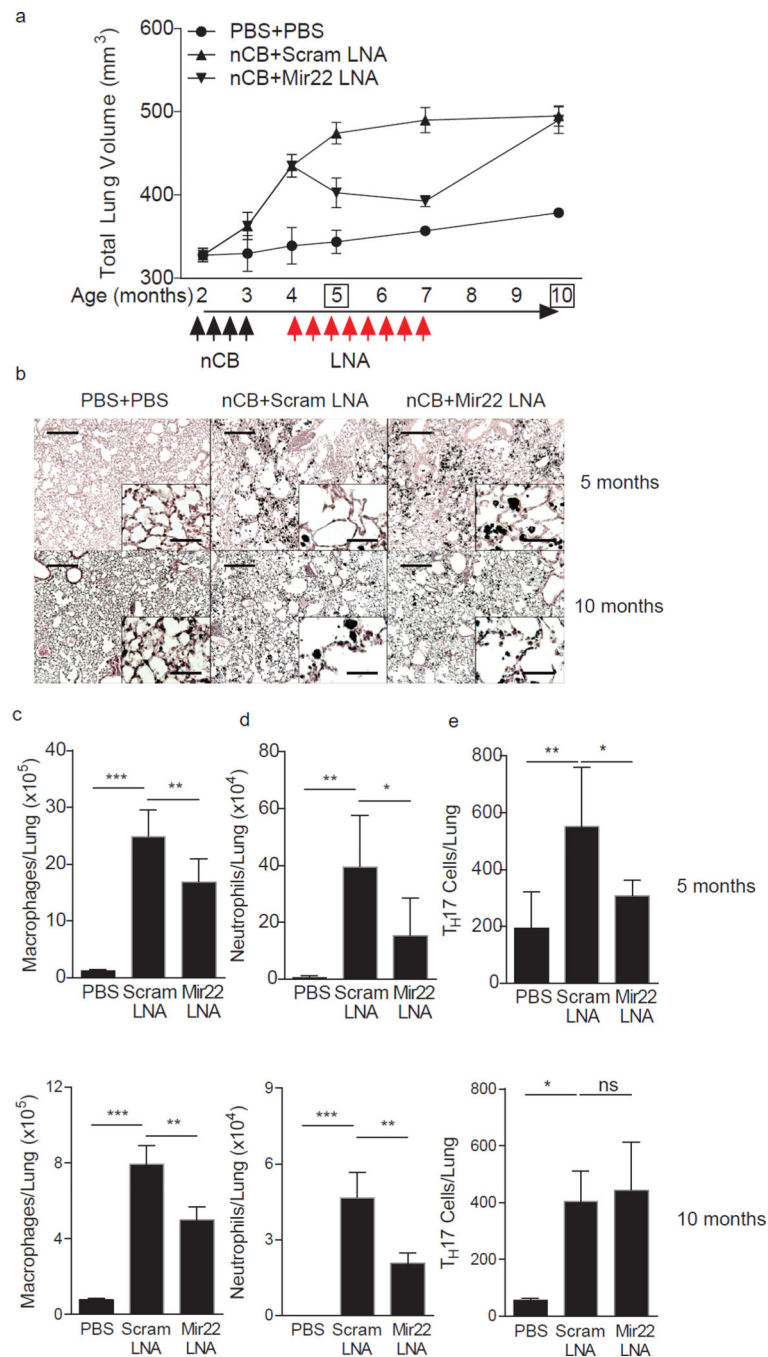 a
PBS+PBS
nCB+Scram LNA
nCB+Mir22 LNA
Total Lung Volume (mm³)
600
500
400
300
Age (months) 2 3 4 5 6 7 8 9 10
nCB LNA
b
PBS+PBS nCB+Scram LNA nCB+Mir22 LNA
5 months
10 months
c
Macrophages/Lung (x10⁵)
40
30
20
10
0
*** **
PBS Scram LNA Mir22 LNA
d
Neutrophils/Lung (x10⁴)
80
60
40
20
0
** *
PBS Scram LNA Mir22 LNA
e
TH17 Cells/Lung
800
600
400
200
0
** *
PBS Scram LNA Mir22 LNA
5 months
Macrophages/Lung (x10⁵)
12
8
4
0
*** **
PBS Scram LNA Mir22 LNA
Neutrophils/Lung (x10⁴)
9
6
4
2
0
*** **
PBS Scram LNA Mir22 LNA
TH17 Cells/Lung
800
600
400
200
0
* ns
PBS Scram LNA Mir22 LNA
10 months